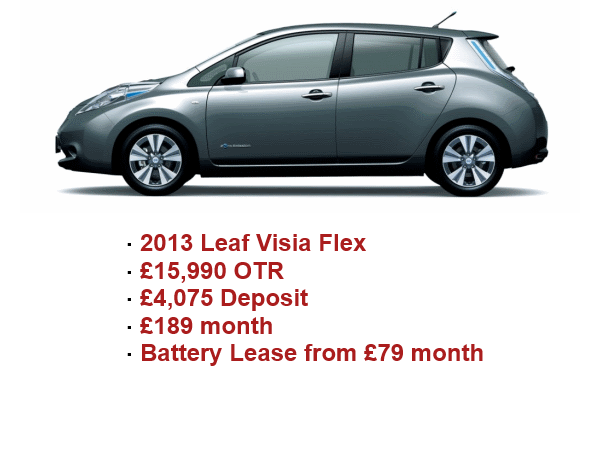 · 2013 Leaf Visia Flex
· £15,990 OTR
· £4,075 Deposit
· £189 month
· Battery Lease from £79 month